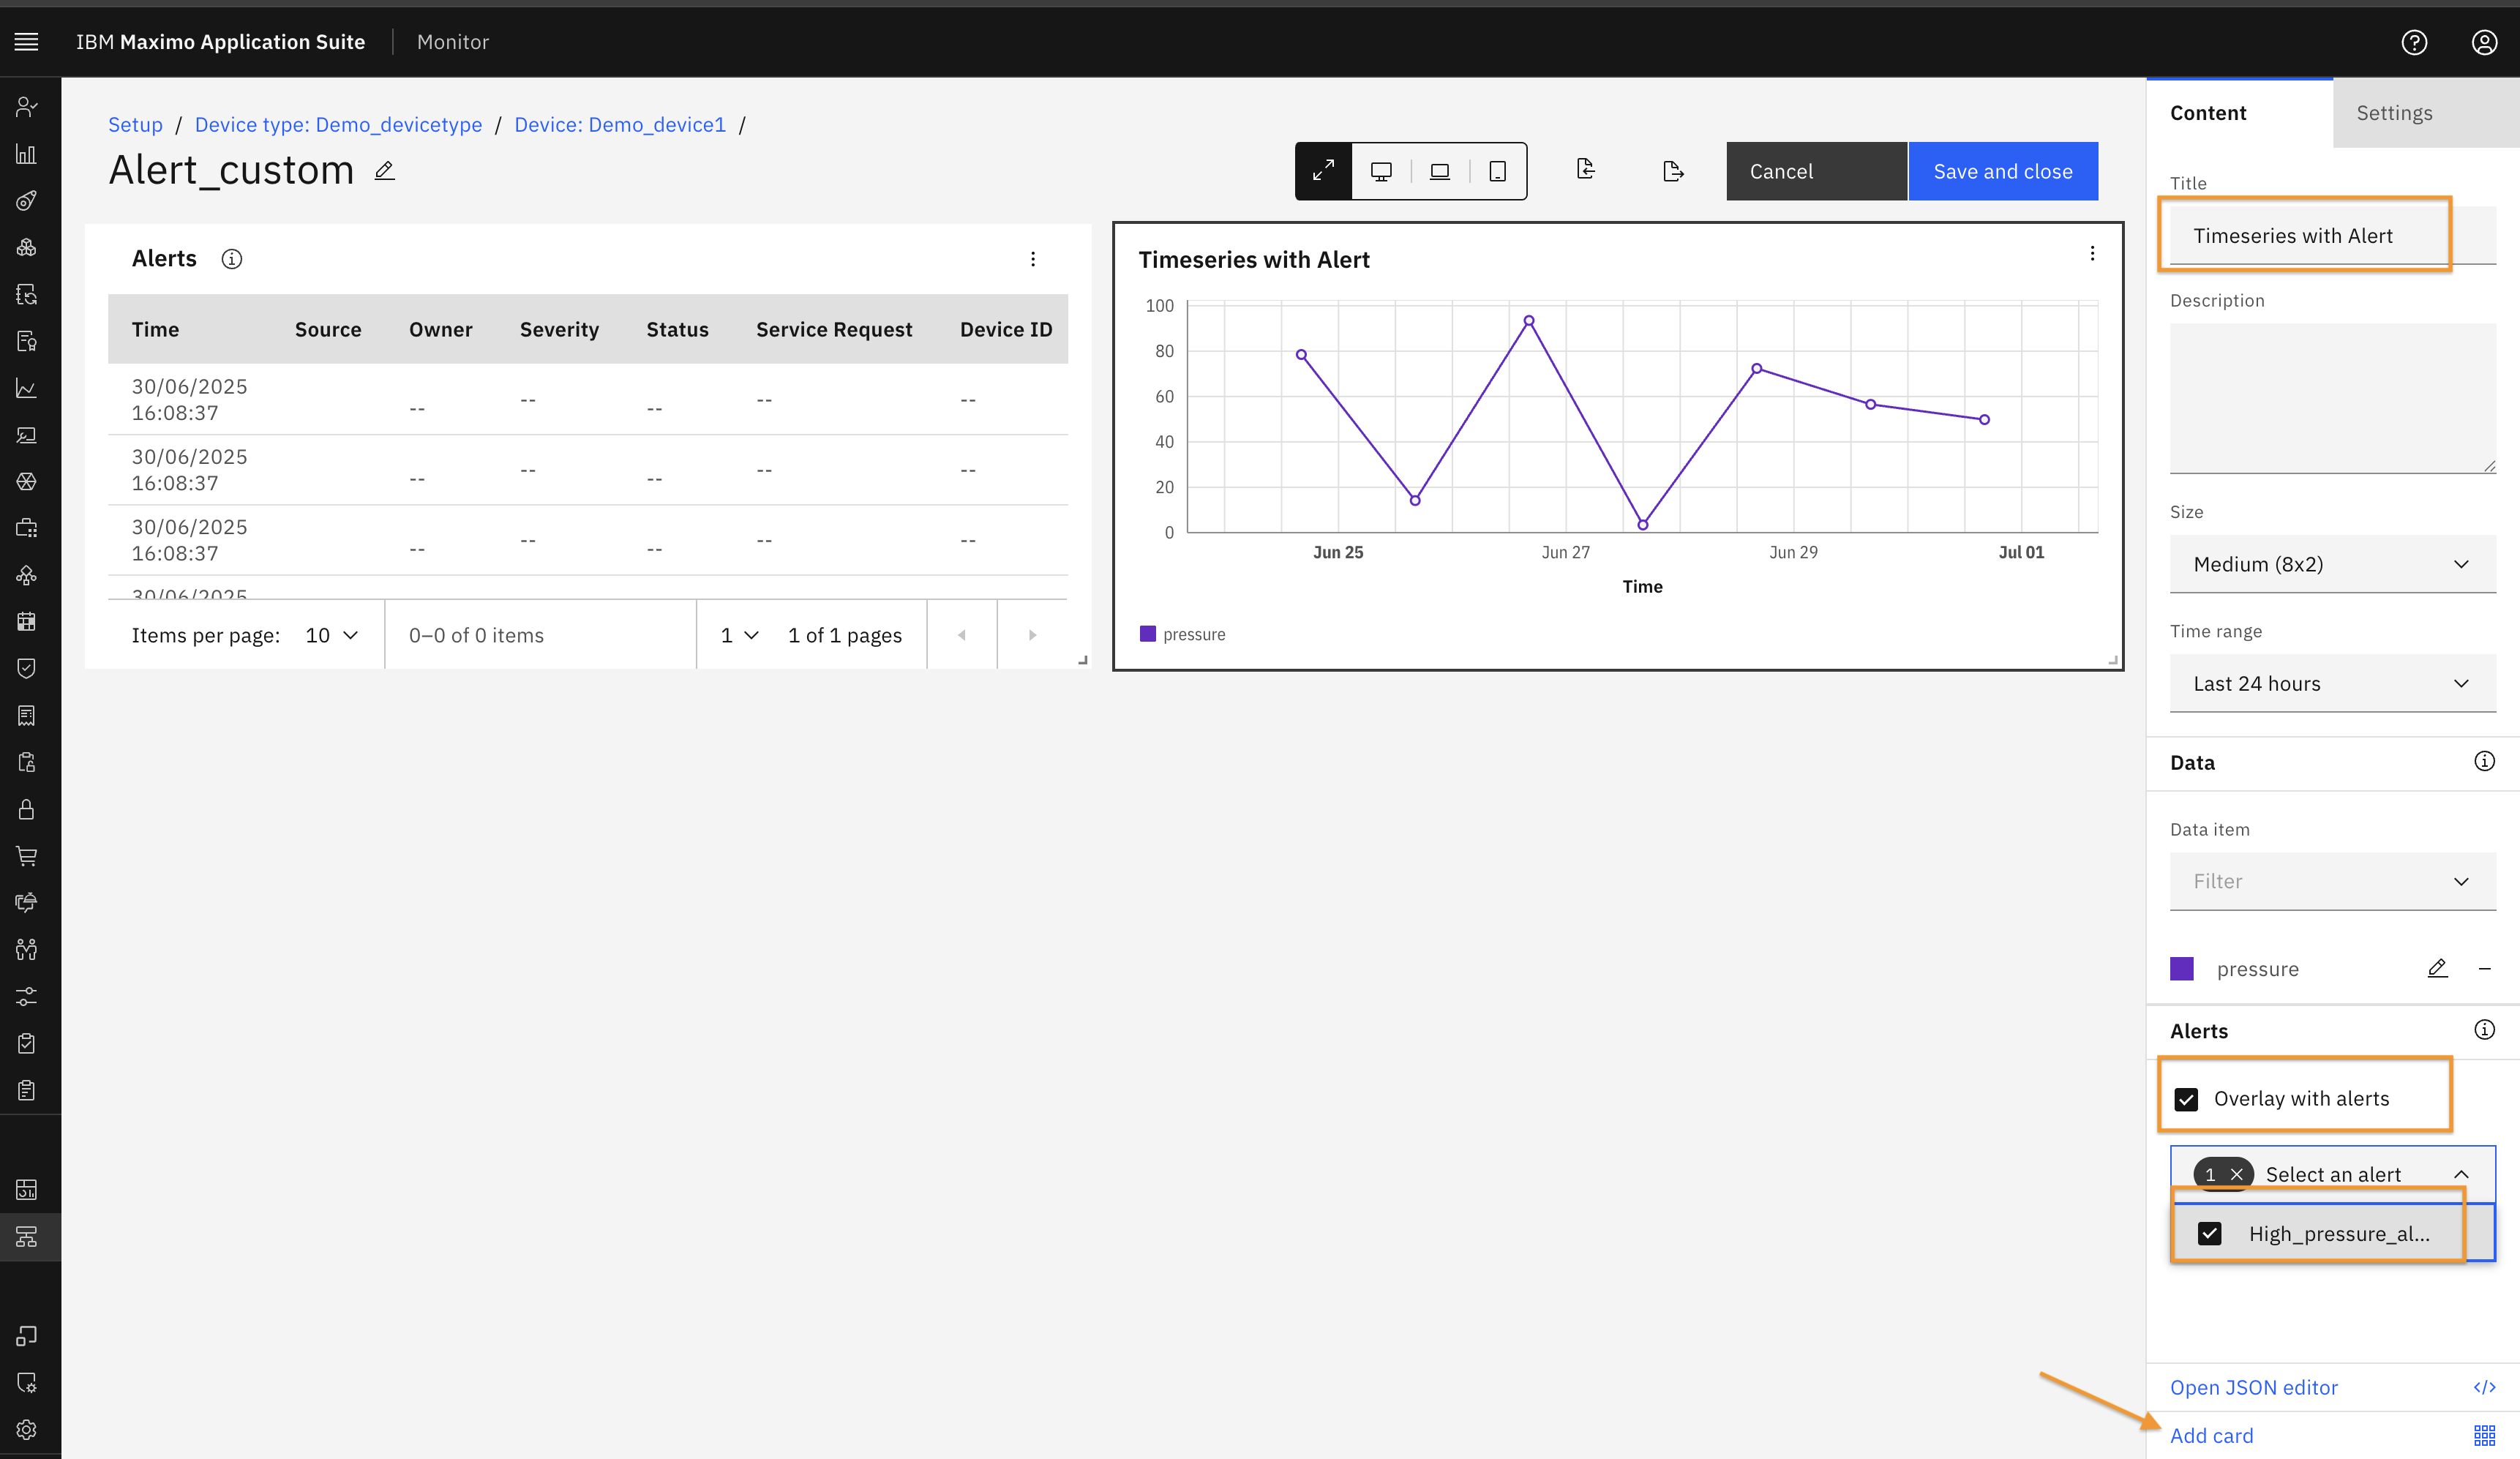 IBM Maximo Application Suite
Monitor
Setup / Device type: Demo_devicetype / Device: Demo_device1 /
Alert_custom
Cancel
Save and close
Alerts
Time Source Owner Severity Status Service Request Device ID
30/06/2025
16:08:37
-- -- -- -- --
30/06/2025
16:08:37
-- -- -- -- --
30/06/2025
16:08:37
-- -- -- -- --
30/06/2025
Items per page: 10
0–0 of 0 items
1
1 of 1 pages
Timeseries with Alert
100
80
60
40
20
0
Jun 25 Jun 27 Jun 29 Jul 01
Time
pressure
Content
Settings
Title
Timeseries with Alert
Description
Size
Medium (8x2)
Time range
Last 24 hours
Data
Data item
Filter
pressure
Alerts
Overlay with alerts
1 Select an alert
High_pressure_al...
Open JSON editor
Add card